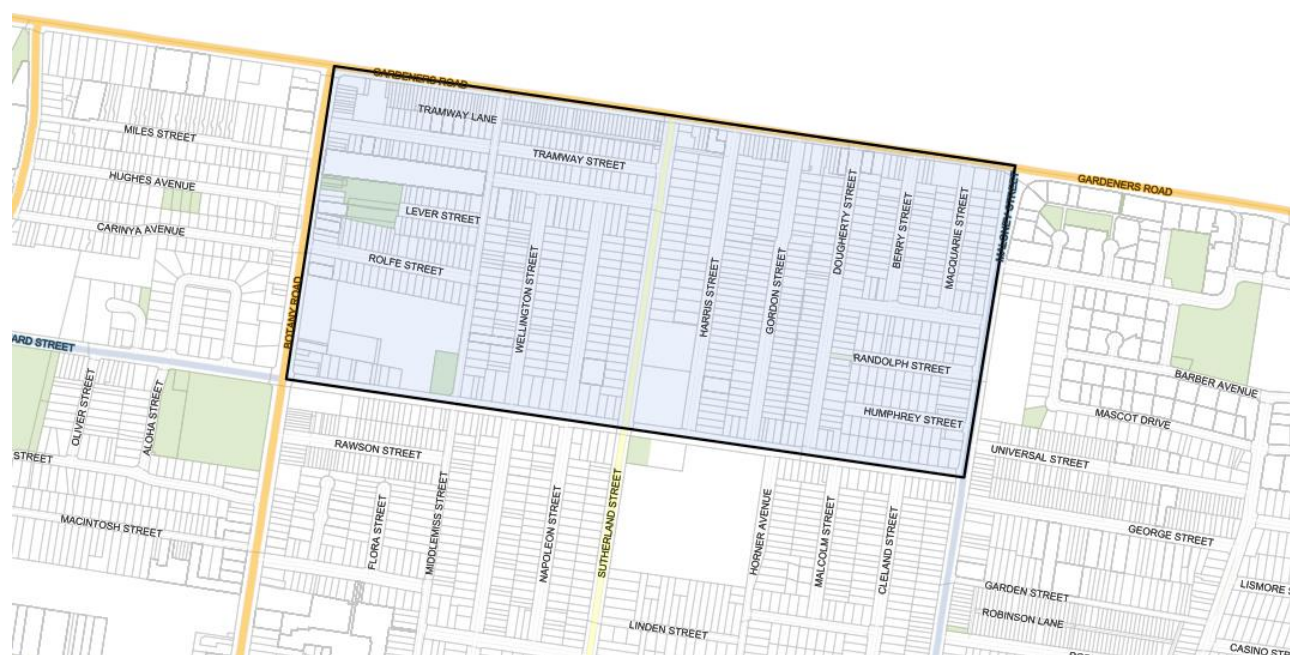 GARDENERS ROAD
TRAMWAY LANE
MILES STREET
TRAMWAY STREET
GARDENERS ROAD
HUGHES AVENUE
MALONEY STREET
LEVER STREET
DOUGHERTY STREET
BERRY STREET
MACQUARIE STREET
CARINYA AVENUE
ROLFE STREET
WELLINGTON STREET
HARRIS STREET
GORDON STREET
BOTANY ROAD
ARD STREET
RANDOLPH STREET
BARBER AVENUE
OLIVER STREET
ALOHA STREET
HUMPHREY STREET
MASCOT DRIVE
RAWSON STREET
UNIVERSAL STREET
STREET
MACINTOSH STREET
FLORA STREET
MIDDLEMISS STREET
NAPOLEON STREET
SUTHERLAND STREET
HORNER AVENUE
MALCOLM STREET
CLELAND STREET
GEORGE STREET
GARDEN STREET
LISMORE S
ROBINSON LANE
LINDEN STREET
CASINO ST